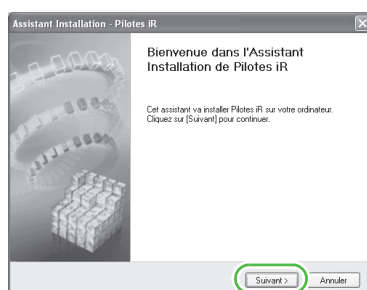 Assistant Installation - Pilotes iR
Bienvenue dans l'Assistant
Installation de Pilotes iR
Cet assistant va installer Pilotes iR sur votre ordinateur.
Cliquez sur [Suivant] pour continuer.
Suivant >
Annuler